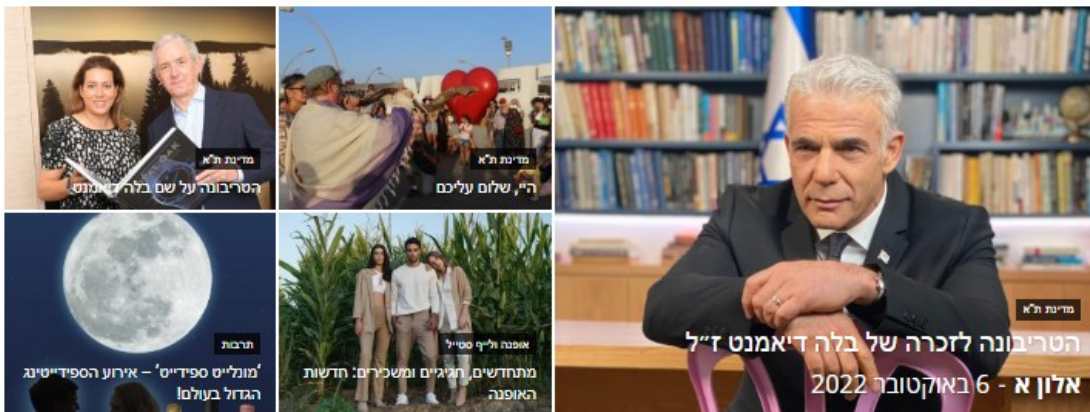 מדינת ת"א
הטריבונה לזכרה של בלה דיאמנט ז״ל
אלון א - 6 באוקטובר 2022
מדינת ת"א
היי, שלום עליכם
מדינת ת"א
הטריבונה על שם בלה דיאמנט
אופנה ולייף סטייל
מתחדשים, חגיגיים ומשכירים: חדשות
האופנה
תרבות
'מונלייט ספידייט' – אירוע הספידייטינג
הגדול בעולם!